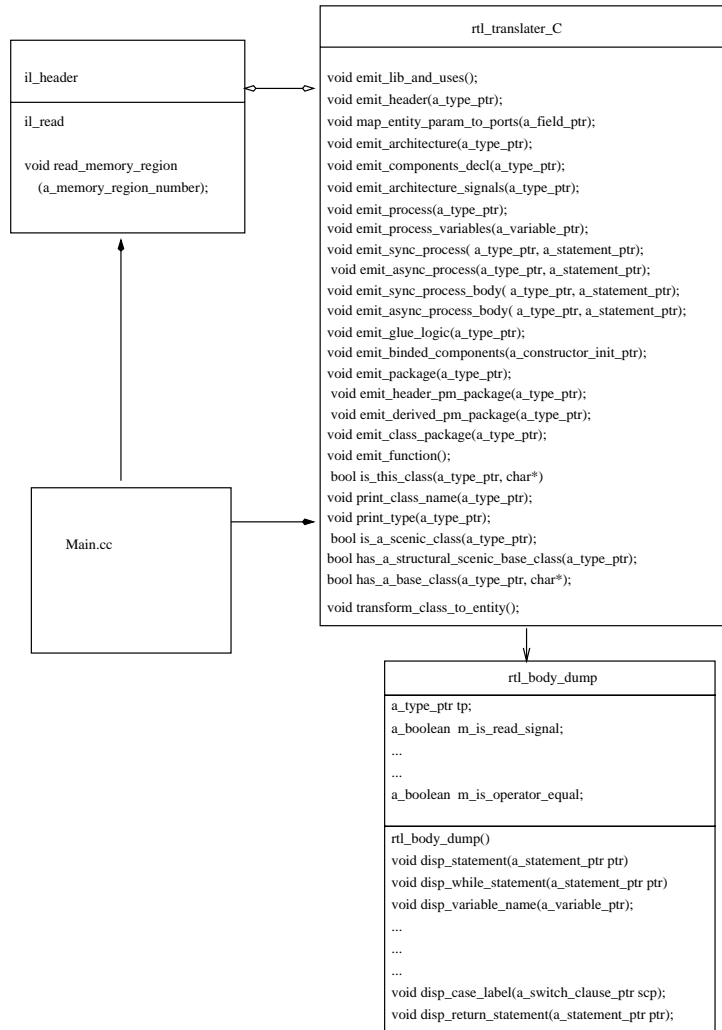 il_header
il_read
void read_memory_region
(a_memory_region_number);
rtl_translater_C
void emit_lib_and_uses();
void emit_header(a_type_ptr);
void map_entity_param_to_ports(a_field_ptr);
void emit_architecture(a_type_ptr);
void emit_components_decl(a_type_ptr);
void emit_architecture_signals(a_type_ptr);
void emit_process(a_type_ptr);
void emit_process_variables(a_variable_ptr);
void emit_sync_process( a_type_ptr, a_statement_ptr);
void emit_async_process(a_type_ptr, a_statement_ptr);
void emit_sync_process_body( a_type_ptr, a_statement_ptr);
void emit_async_process_body( a_type_ptr, a_statement_ptr);
void emit_glue_logic(a_type_ptr);
void emit_binded_components(a_constructor_init_ptr);
void emit_package(a_type_ptr);
void emit_header_pm_package(a_type_ptr);
void emit_derived_pm_package(a_type_ptr);
void emit_class_package(a_type_ptr);
void emit_function();
bool is_this_class(a_type_ptr, char*)
void print_class_name(a_type_ptr);
void print_type(a_type_ptr);
bool is_a_scenic_class(a_type_ptr);
bool has_a_structural_scenic_base_class(a_type_ptr);
bool has_a_base_class(a_type_ptr, char*);
void transform_class_to_entity();
Main.cc
rtl_body_dump
a_type_ptr tp;
a_boolean m_is_read_signal;
...
...
a_boolean m_is_operator_equal;
rtl_body_dump()
void disp_statement(a_statement_ptr ptr)
void disp_while_statement(a_statement_ptr ptr)
void disp_variable_name(a_variable_ptr);
...
...
...
void disp_case_label(a_switch_clause_ptr scp);
void disp_return_statement(a_statement_ptr ptr);